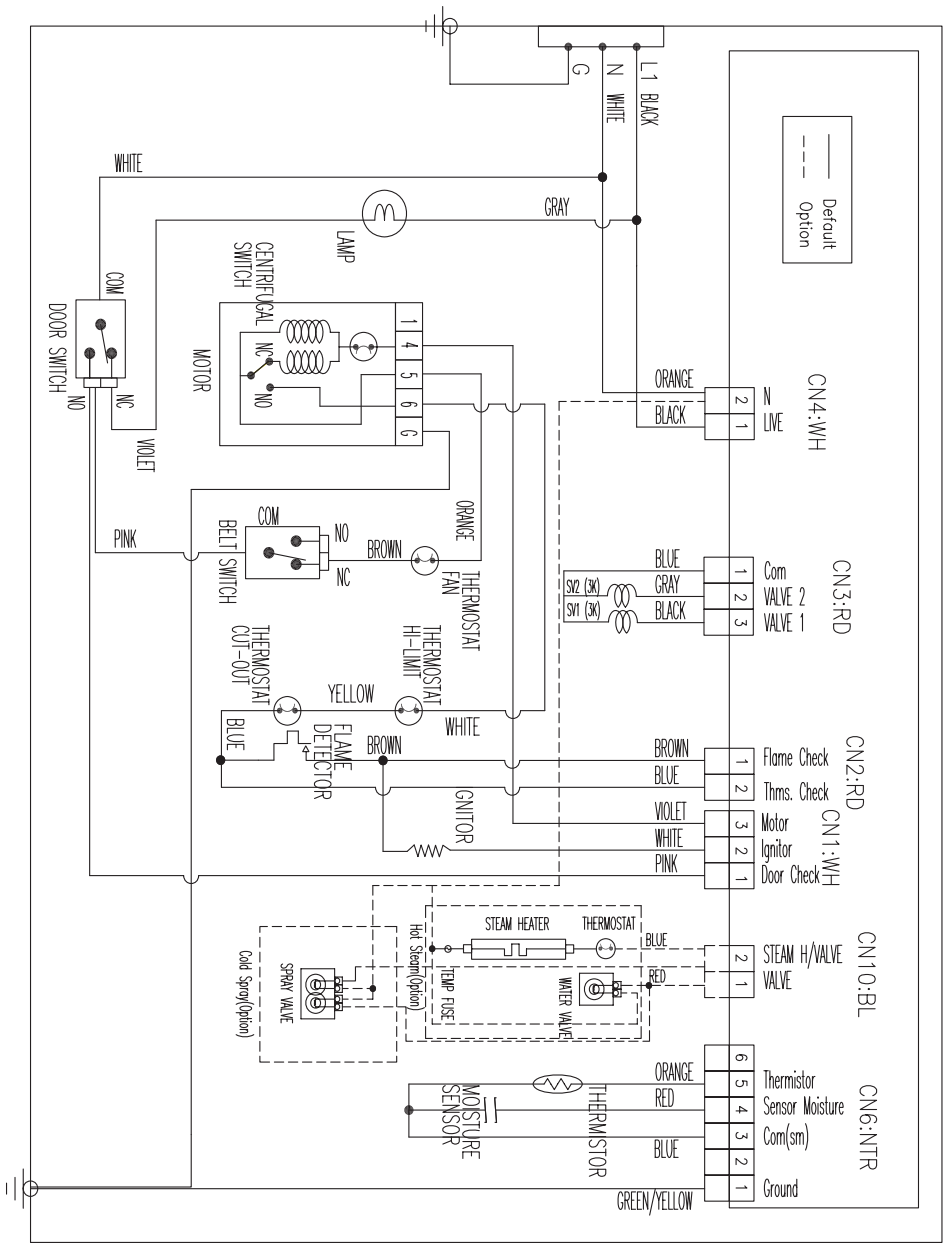 G
N
L1
WHITE
BLACK
Default
Option
WHITE
GRAY
LAMP
COM
DOOR SWITCH
NO
NC
VIOLET
CENTRIFUGAL
SWITCH
MOTOR
NC
NO
1
4
5
6
G
ORANGE
BLACK
2
1
N
LIVE
CN4:WH
PINK
COM
BELT SWITCH
NO
NC
BROWN
ORANGE
THERMOSTAT
FAN
BLUE
GRAY
BLACK
SV2 (3K)
SV1 (3K)
1
2
3
Com
VALVE 2
VALVE 1
CN3:RD
THERMOSTAT
CUT-OUT
THERMOSTAT
HI-LIMIT
YELLOW
WHITE
BLUE
FLAME
DETECTOR
BROWN
BROWN
BLUE
1
2
Flame Check
Thms. Check
CN2:RD
GNITOR
VIOLET
WHITE
PINK
3
2
1
Motor
Ignitor
Door Check
CN1:WH
STEAM HEATER
THERMOSTAT
BLUE
RED
TEMP FUSE
WATER VALVE
Hot Steam(Option)
SPRAY VALVE
Cold Spray(Option)
2
1
STEAM H/VALVE
VALVE
CN10:BL
MOISTURE
SENSOR
THERMISTOR
ORANGE
RED
BLUE
GREEN/YELLOW
6
5
4
3
2
1
Thermistor
Sensor Moisture
Com(sm)
Ground
CN6:NTR